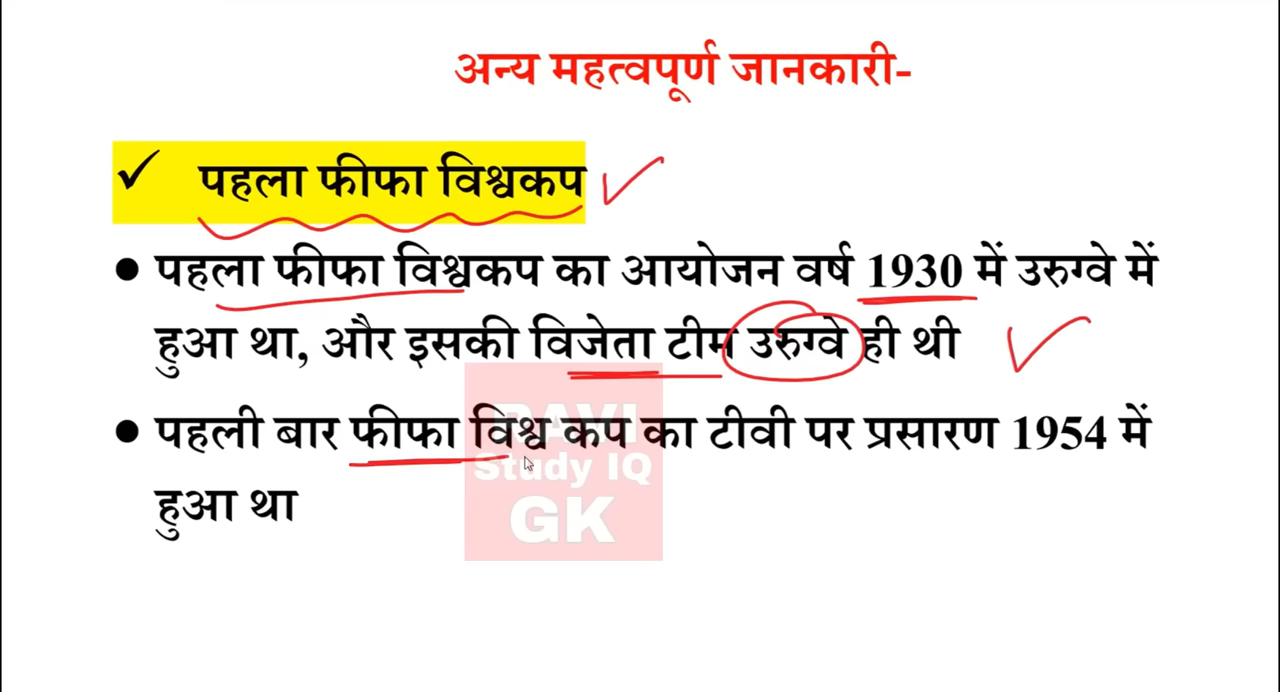 अन्य महत्वपूर्ण जानकारी-
✓ पहला फीफा विश्वकप
● पहला फीफा विश्वकप का आयोजन वर्ष 1930 में उरुग्वे में
हुआ था, और इसकी विजेता टीम उरुग्वे ही थी
● पहली बार फीफा विश्व कप का टीवी पर प्रसारण 1954 में
हुआ था
RAVI
Study IQ
GK